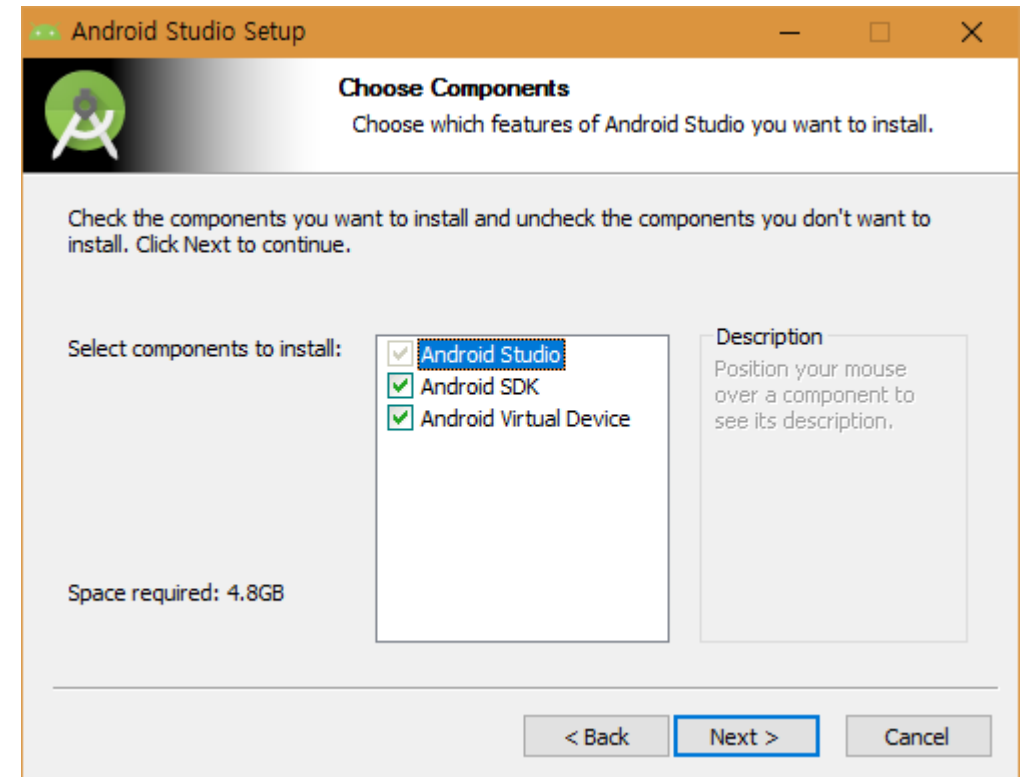 Android Studio Setup
Choose Components
Choose which features of Android Studio you want to install.
Check the components you want to install and uncheck the components you don't want to
install. Click Next to continue.
Select components to install:
Android Studio
Android SDK
Android Virtual Device
Description
Position your mouse
over a component to
see its description.
Space required: 4.8GB
< Back
Next >
Cancel